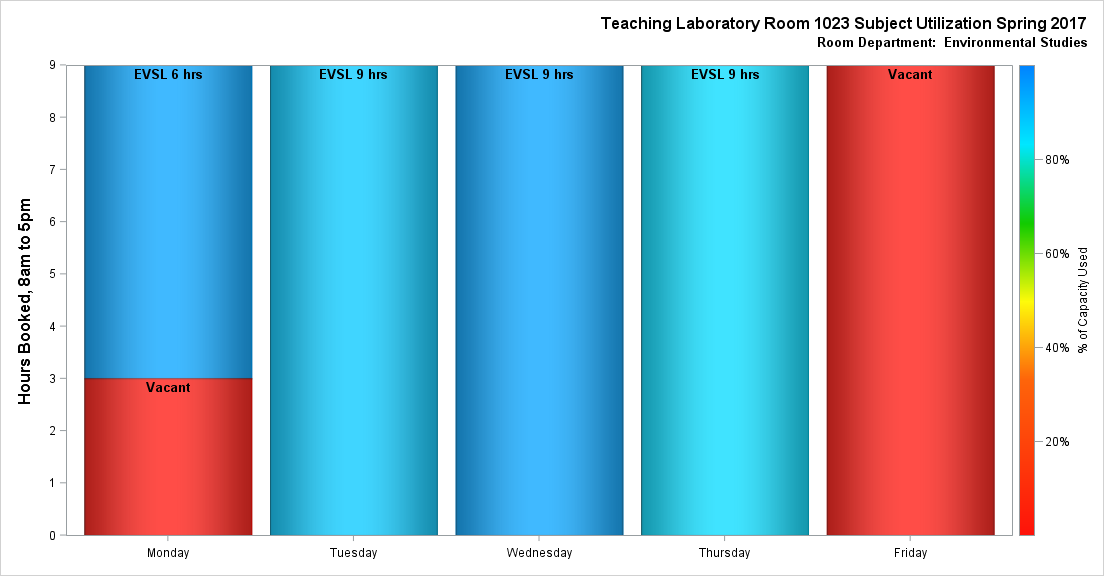 Teaching Laboratory Room 1023 Subject Utilization Spring 2017
Room Department:  Environmental Studies
Hours Booked, 8am to 5pm
9
8
7
6
5
4
3
2
1
0
EVSL 6 hrs
Vacant
EVSL 9 hrs
EVSL 9 hrs
EVSL 9 hrs
Vacant
Monday
Tuesday
Wednesday
Thursday
Friday
80%
60%
40%
20%
% of Capacity Used